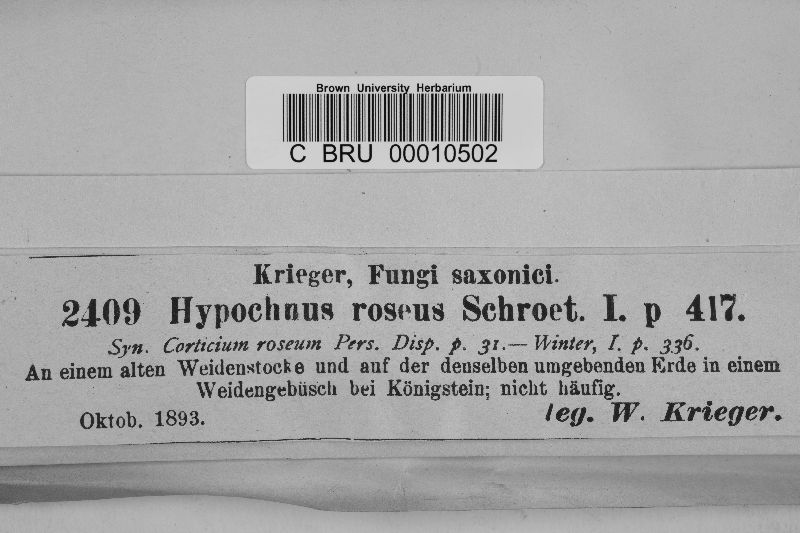 Brown University Herbarium
C BRU 00010502
Krieger, Fungi saxonici.
2409 Hypochnus roseus Schroet. I. p 417.
Syn. Corticium roseum Pers. Disp. p. 31.— Winter, I. p. 336.
An einem alten Weidenstocke und auf der denselben umgebenden Erde in einem
Weidengebüsch bei Königstein; nicht häufig.
Oktob. 1893. leg. W. Krieger.